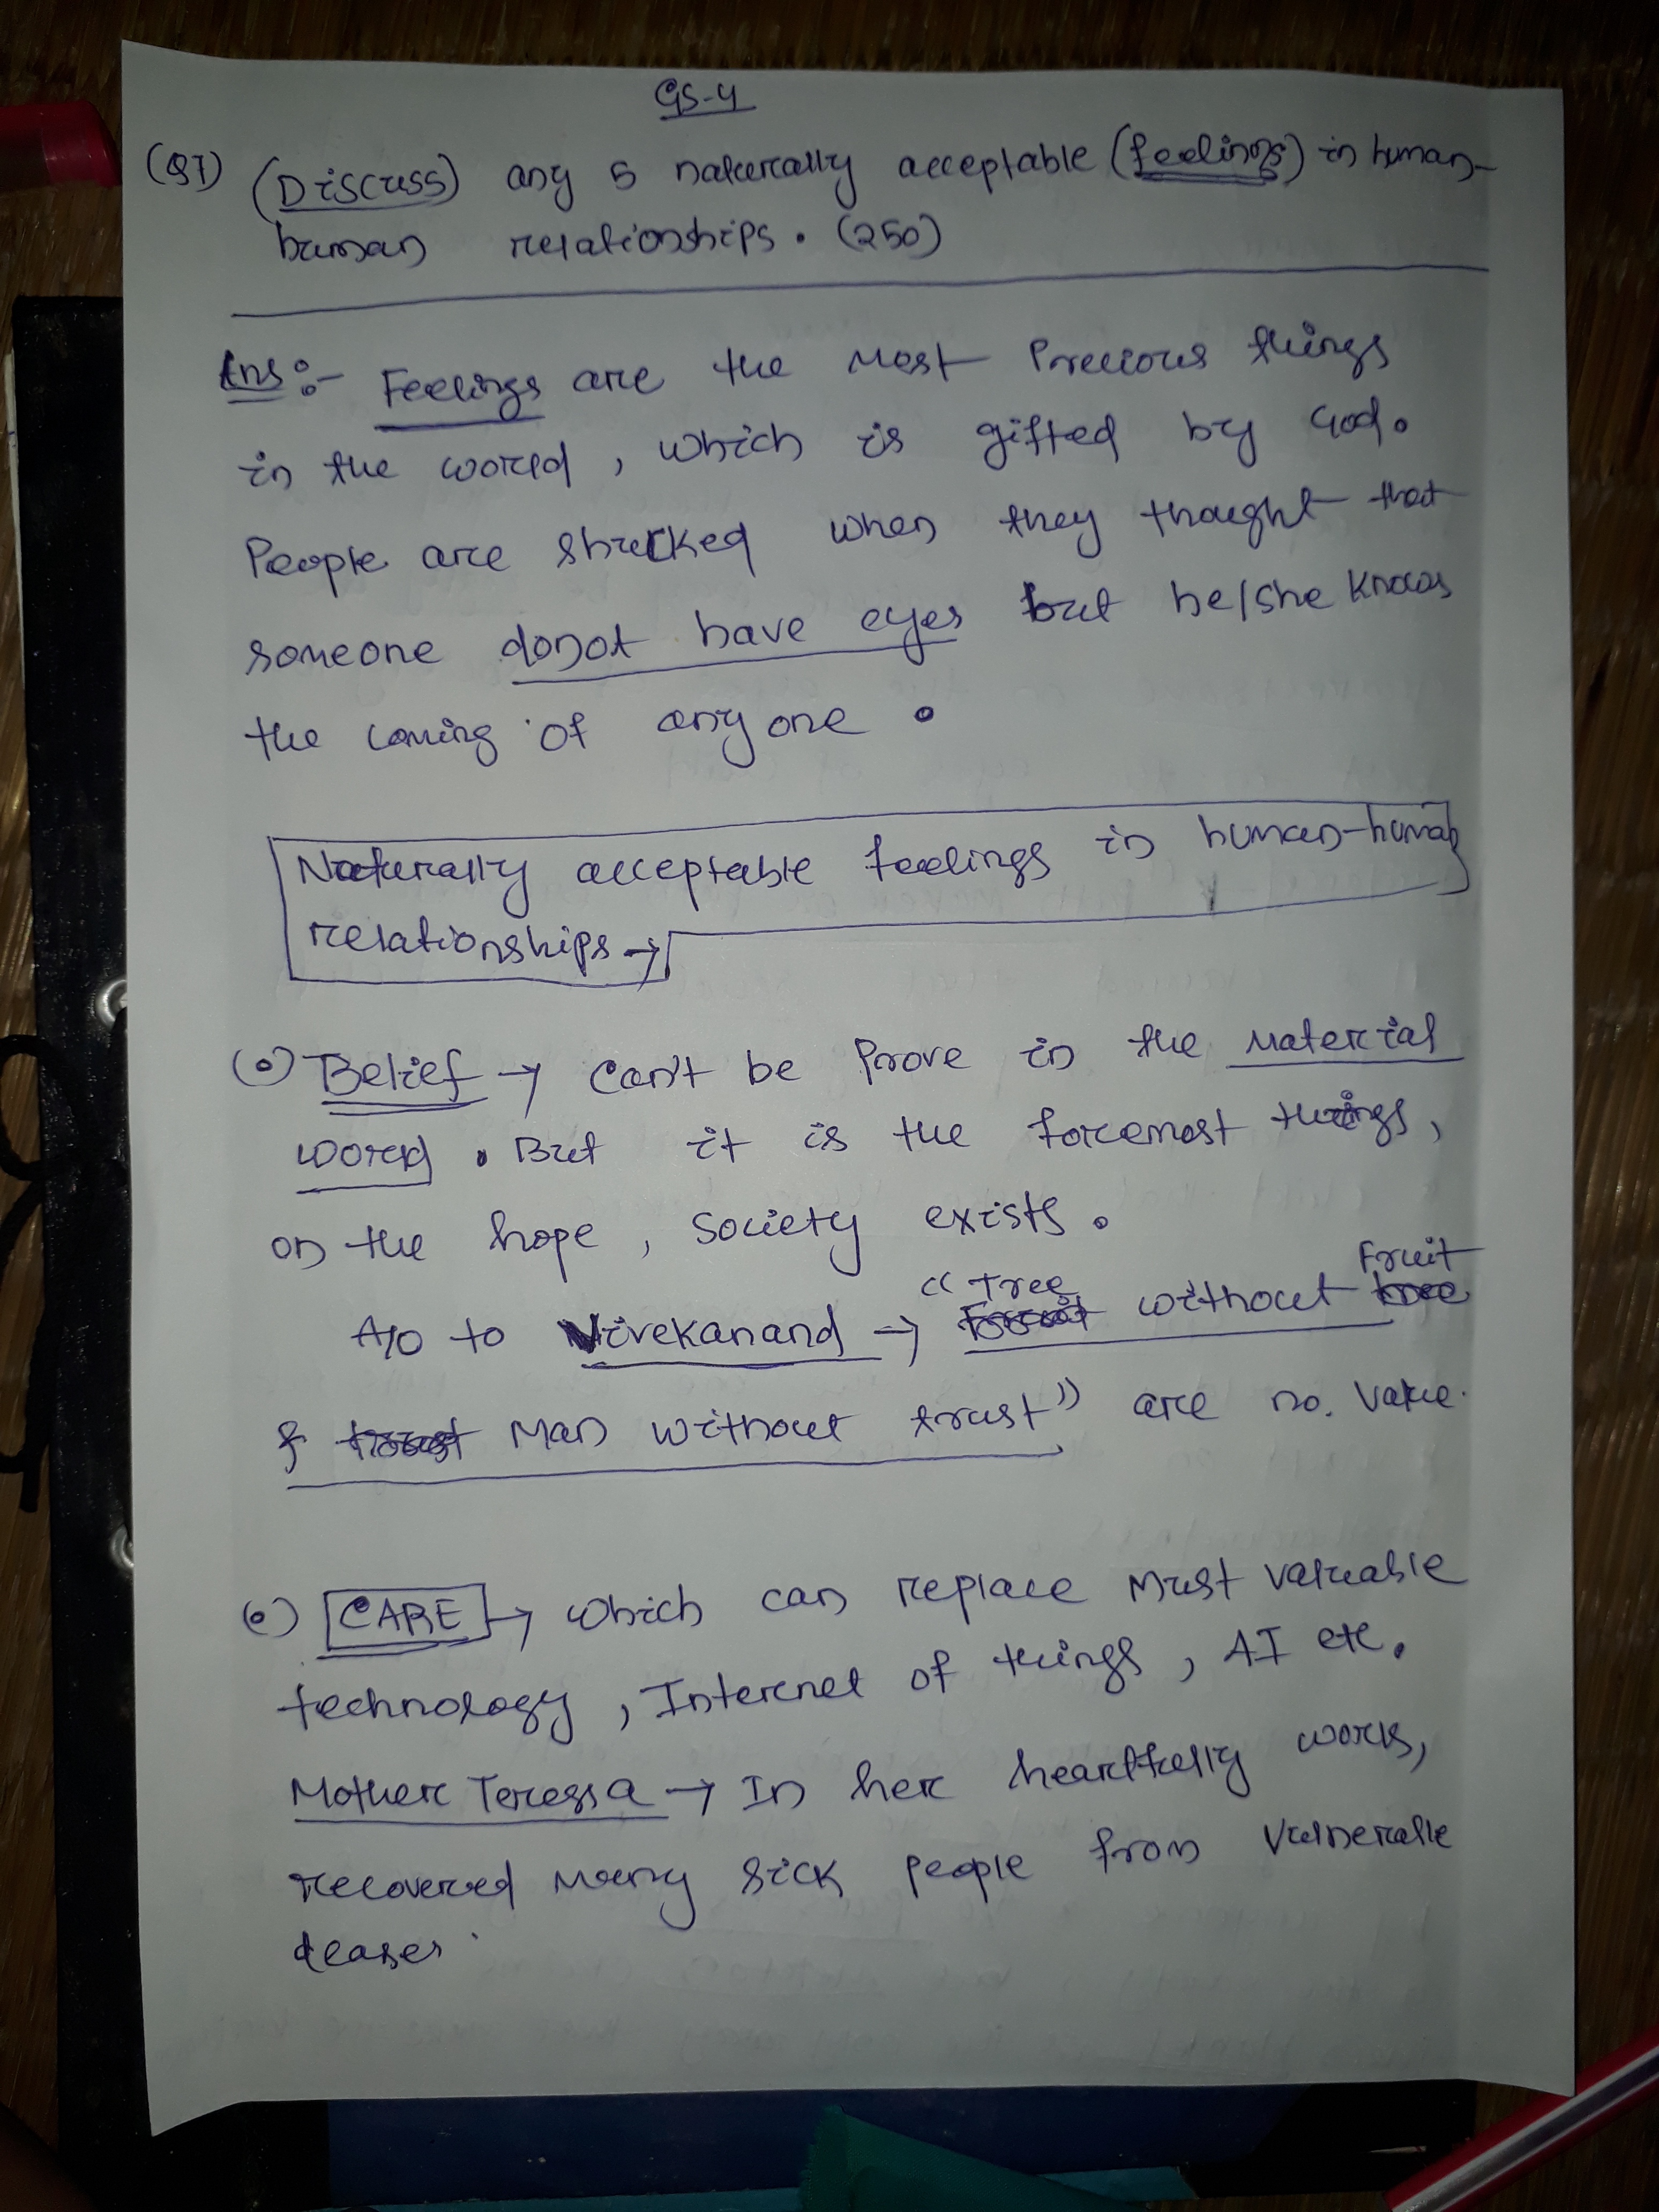 GS-4
(Q1) (Discuss) any 5 naturally acceptable (feelings) in human-
human relationships. (250)
Ans:- Feelings are the most Precious things
in the world, which is gifted by God.
People are shucked when they thought that
someone donot have eyes but he/she knows
the coming of any one.
Naturally acceptable feelings in human-human
relationships →
(•) Belief → Can't be Prove in the Material
world. But it is the foremost things,
on the hope, Society exists.
A/o to Vivekanand → "Tree without Fruit
& Man without trust" are no. value.
(•) CARE → Which can replace Must valuable
technology, Internet of things, AI etc.
Mother Teressa → In her heartfully work,
recovered many sick people from Vulnerable
deases.